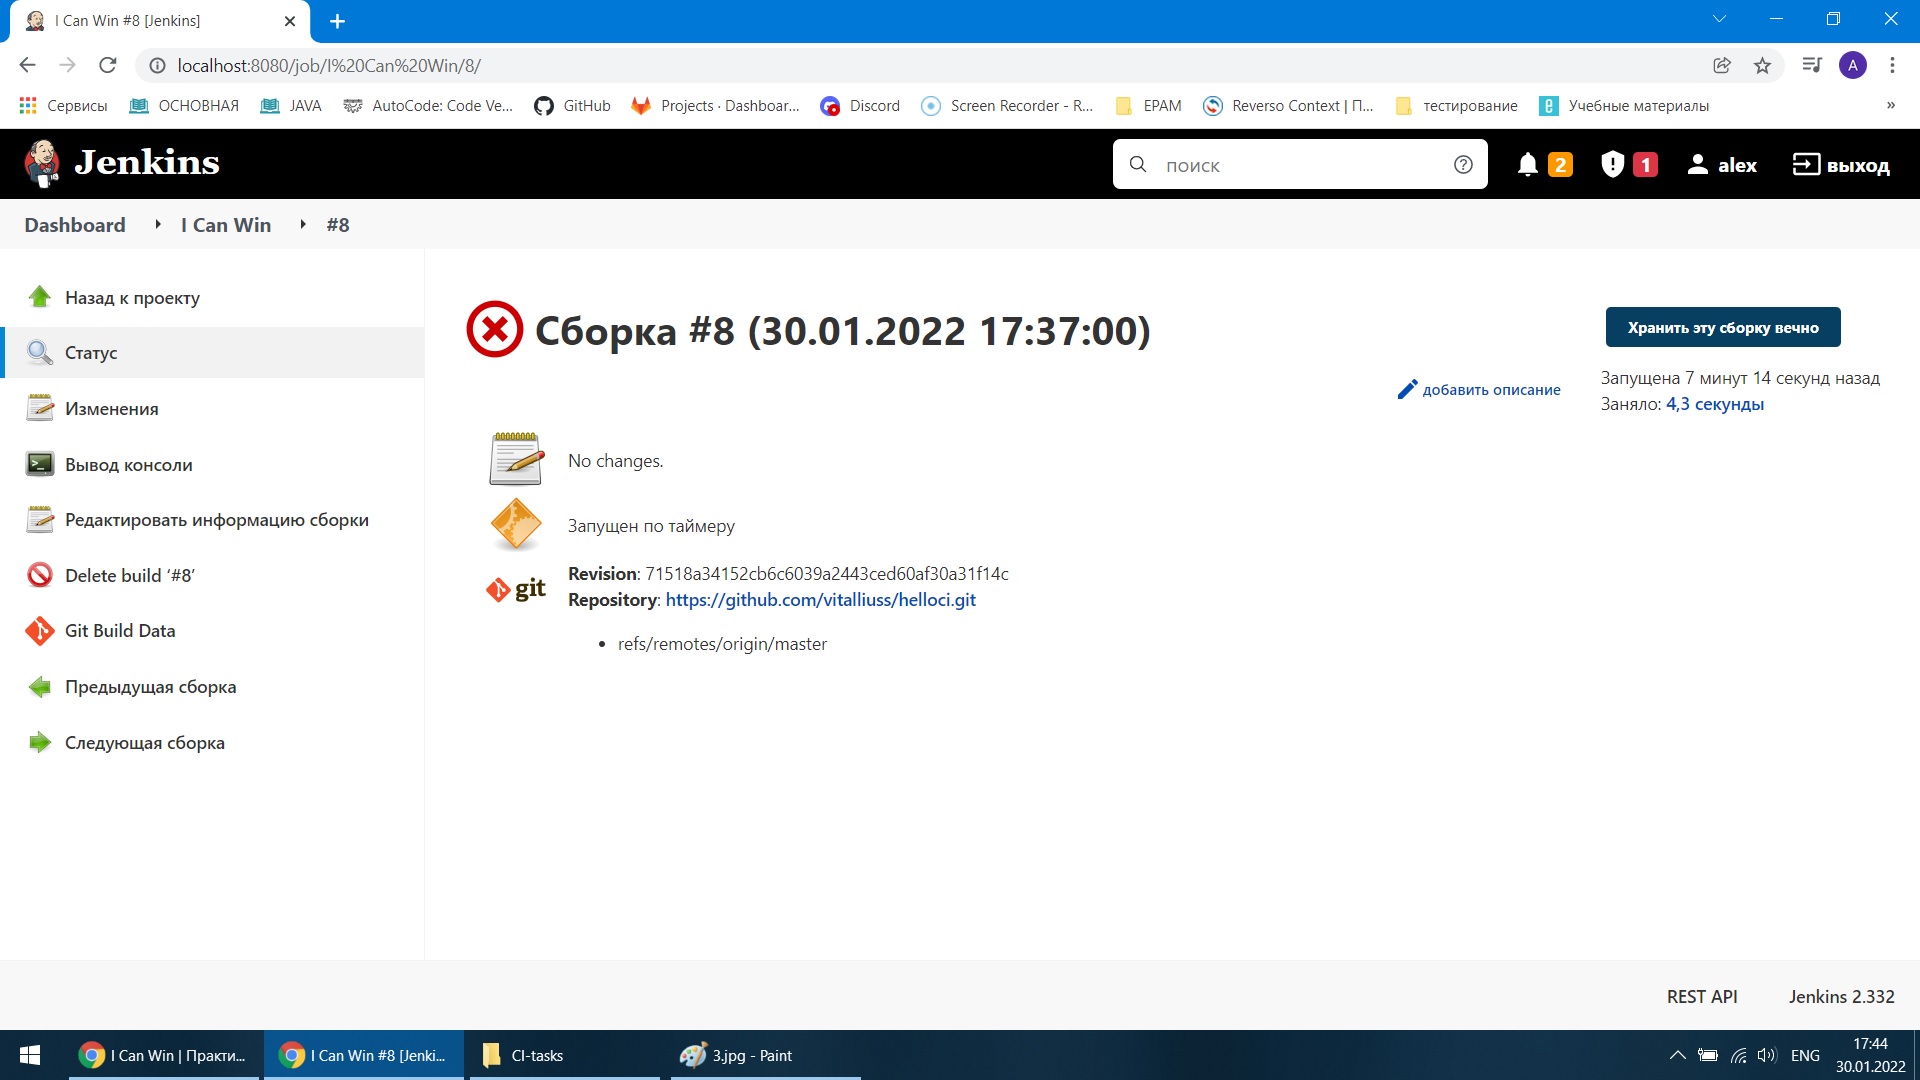 I Can Win #8 [Jenkins]
localhost:8080/job/I%20Can%20Win/8/
A
Сервисы
ОСНОВНАЯ
JAVA
AutoCode: Code Ve...
GitHub
Projects · Dashboar...
Discord
Screen Recorder - R...
EPAM
Reverso Context | П...
тестирование
Учебные материалы
»
Jenkins
поиск
2
1
alex
выход
Dashboard
I Can Win
#8
Назад к проекту
Статус
Изменения
Вывод консоли
Редактировать информацию сборки
Delete build ‘#8’
Git Build Data
Предыдущая сборка
Следующая сборка
Сборка #8 (30.01.2022 17:37:00)
Хранить эту сборку вечно
добавить описание
Запущена 7 минут 14 секунд назад
Заняло: 4,3 секунды
No changes.
Запущен по таймеру
git
Revision: 71518a34152cb6c6039a2443ced60af30a31f14c
Repository: https://github.com/vitalliuss/helloci.git
• refs/remotes/origin/master
REST API
Jenkins 2.332
I Can Win | Практи...
I Can Win #8 [Jenki...
CI-tasks
3.jpg - Paint
ENG
17:44
30.01.2022